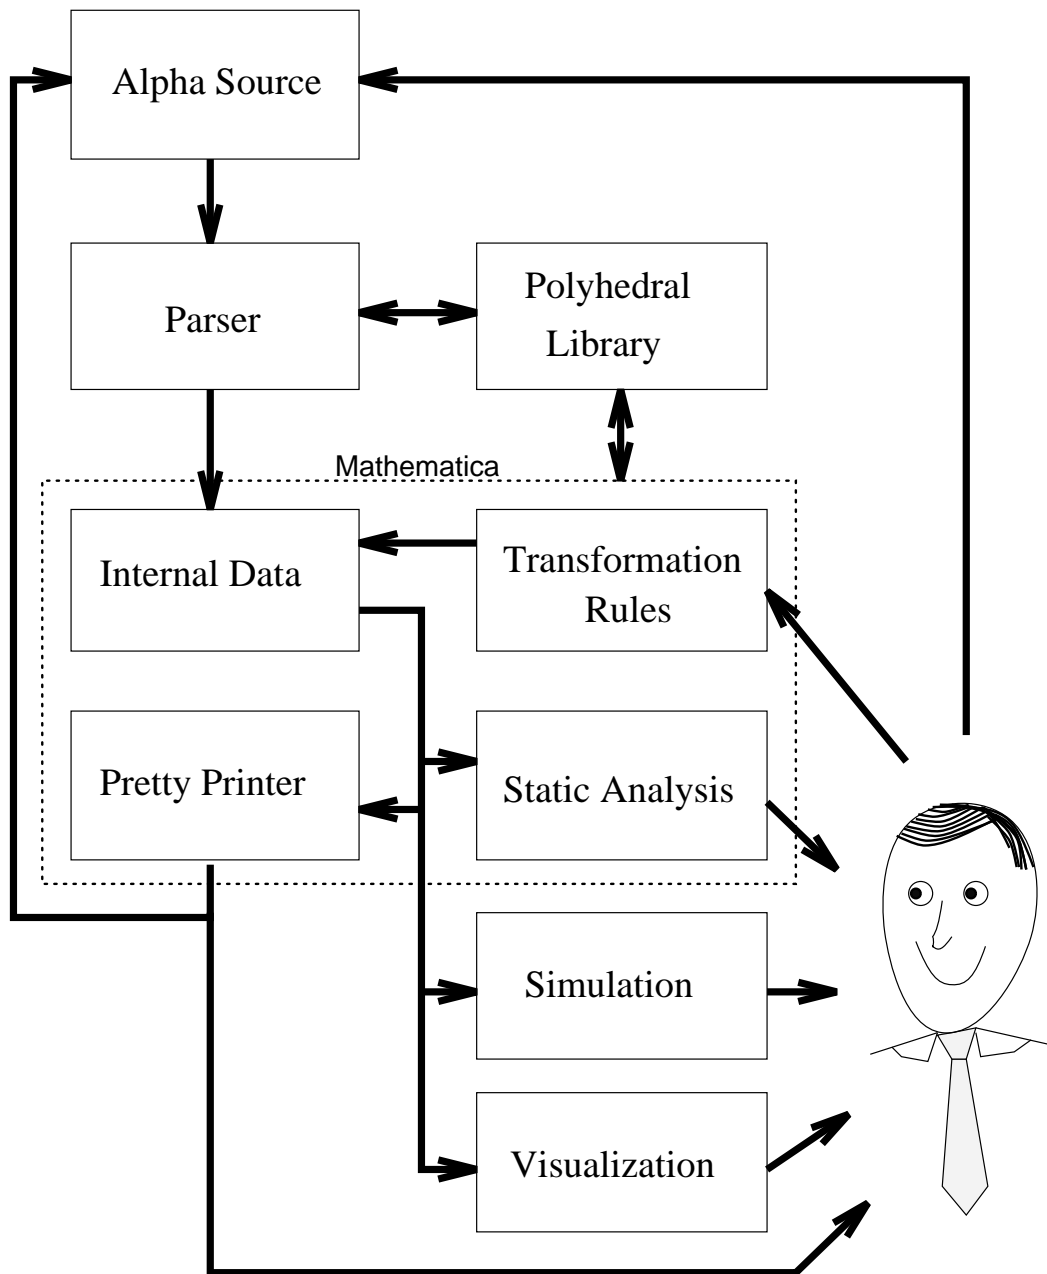 Alpha Source
Parser
Polyhedral
Library
Mathematica
Internal Data
Transformation
Rules
Pretty Printer
Static Analysis
Simulation
Visualization